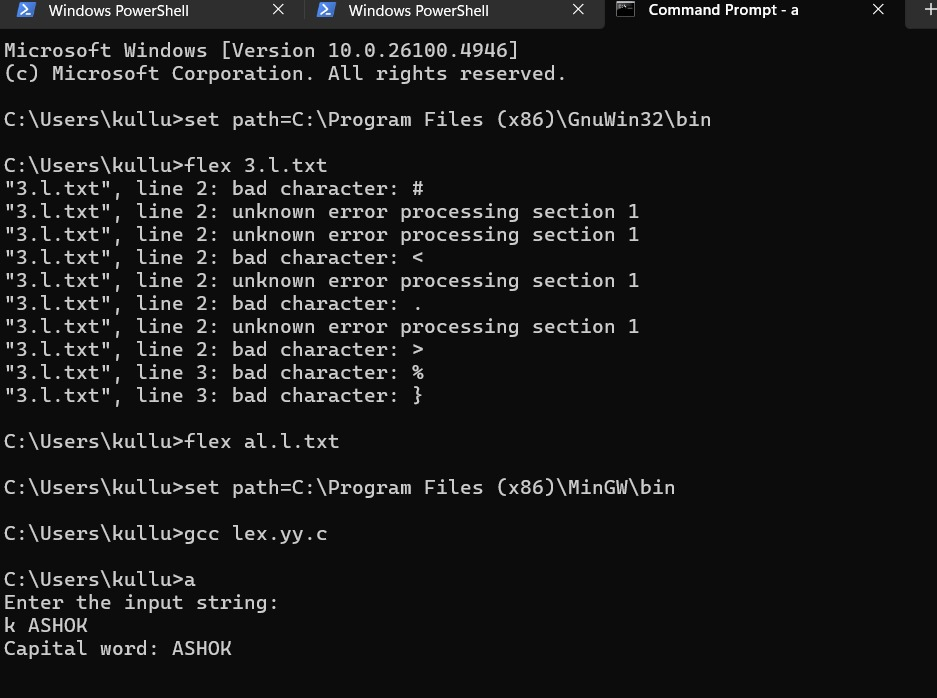 Windows PowerShell
Windows PowerShell
Command Prompt - a
Microsoft Windows [Version 10.0.26100.4946]
(c) Microsoft Corporation. All rights reserved.
C:\Users\kullu>set path=C:\Program Files (x86)\GnuWin32\bin
C:\Users\kullu>flex 3.l.txt
"3.l.txt", line 2: bad character: #
"3.l.txt", line 2: unknown error processing section 1
"3.l.txt", line 2: unknown error processing section 1
"3.l.txt", line 2: bad character: <
"3.l.txt", line 2: unknown error processing section 1
"3.l.txt", line 2: bad character: .
"3.l.txt", line 2: unknown error processing section 1
"3.l.txt", line 2: bad character: >
"3.l.txt", line 3: bad character: %
"3.l.txt", line 3: bad character: }
C:\Users\kullu>flex al.l.txt
C:\Users\kullu>set path=C:\Program Files (x86)\MinGW\bin
C:\Users\kullu>gcc lex.yy.c
C:\Users\kullu>a
Enter the input string:
k ASHOK
Capital word: ASHOK